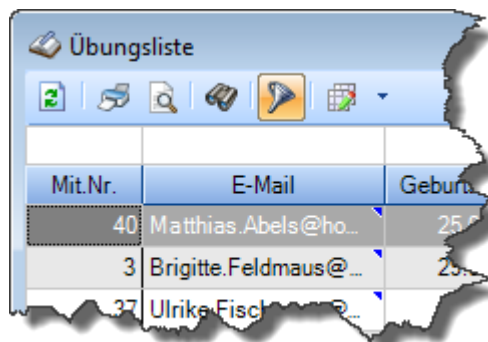 Übungsliste
Mit.Nr. E-Mail
40 Matthias.Abels@ho...
3 Brigitte.Feldmaus@...
37